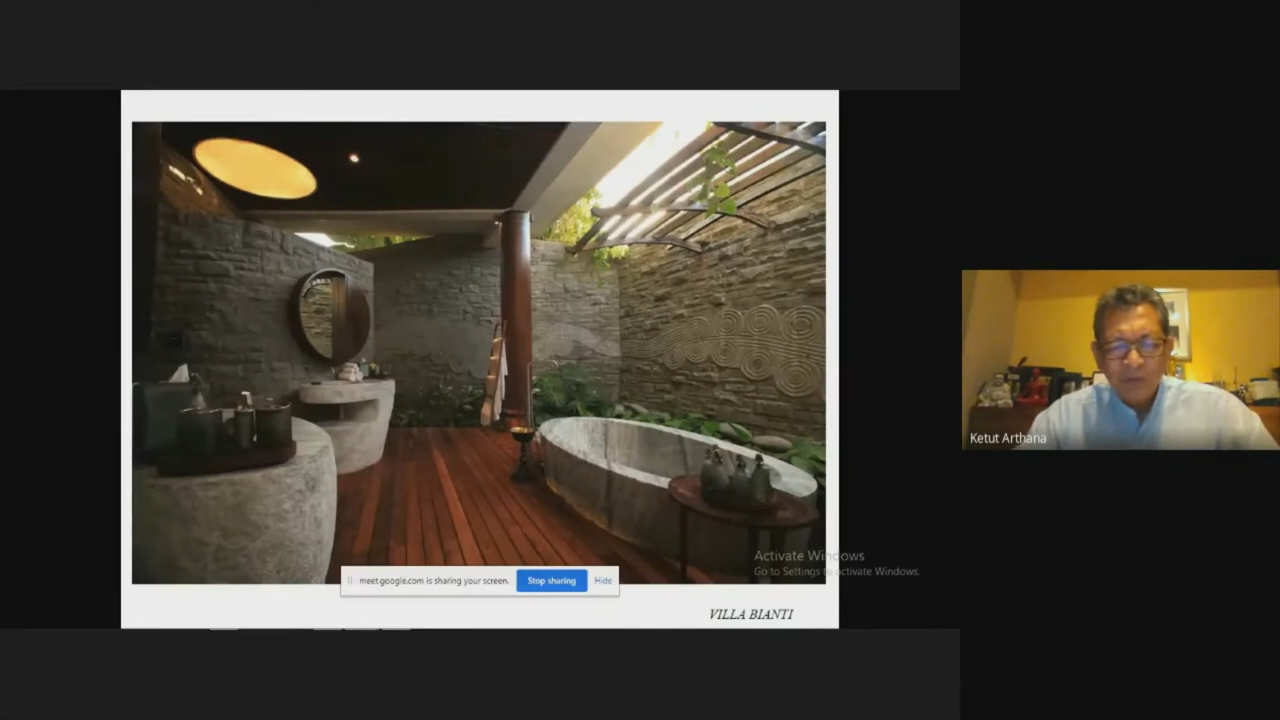 Ketut Arthana
Activate Windows
Go to Settings to activate Windows.
meet.google.com is sharing your screen.
Stop sharing
Hide
VILLA BIANTI